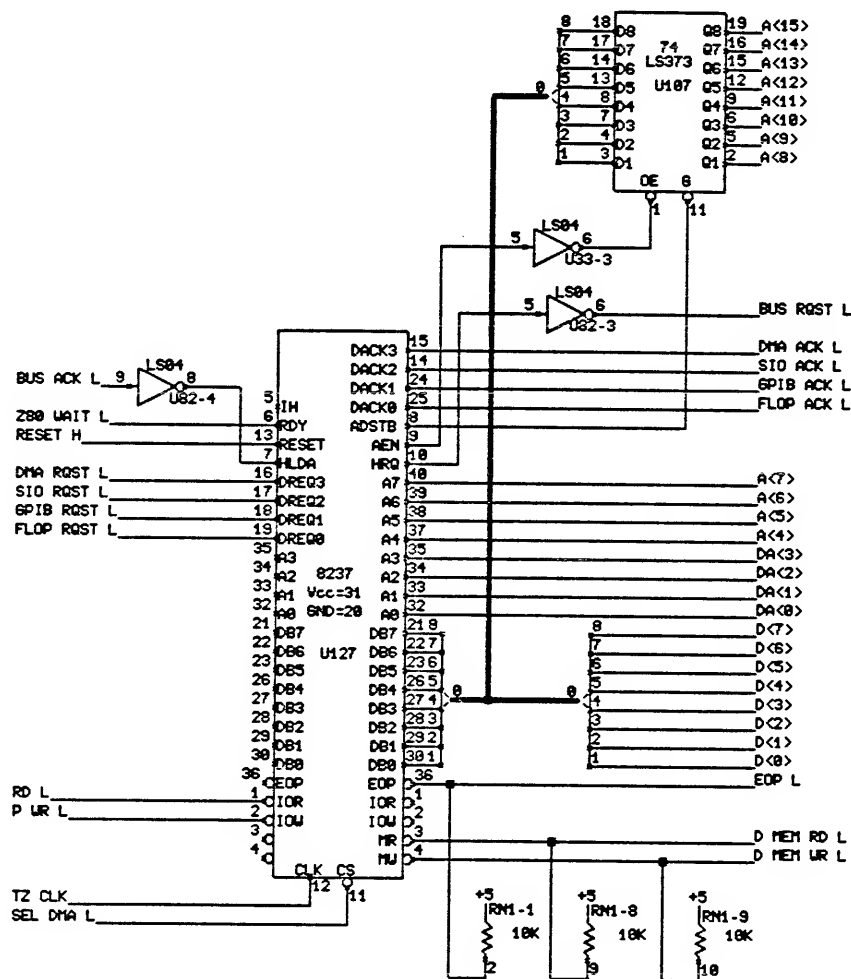 8 18 D8 74 Q8 19 A<15>
7 17 D7 LS373 Q7 16 A<14>
6 14 D6 Q6 15 A<13>
5 13 D5 U107 Q5 12 A<12>
0
4 8 D4 Q4 9 A<11>
3 7 D3 Q3 6 A<10>
2 4 D2 Q2 5 A<9>
1 3 D1 Q1 2 A<8>
OE G
1 11
LS04
5 6
U33-3
LS04
5 6 BUS RQST L
U82-3
DACK3 15 DMA ACK L
DACK2 14 SIO ACK L
LS04
BUS ACK L 9 8 DACK1 24 GPIB ACK L
U82-4
5 IH DACK0 25 FLOP ACK L
Z80 WAIT L 6 RDY ADSTB 8
RESET H 13 RESET AEN 9
7 HLDA HRQ 10
DMA RQST L 16 DREQ3 A7 40 A<7>
SIO RQST L 17 DREQ2 A6 39 A<6>
GPIB RQST L 18 DREQ1 A5 38 A<5>
FLOP RQST L 19 DREQ0 A4 37 A<4>
35 A3 A3 35 DA<3>
34 A2 8237 A2 34 DA<2>
33 A1 Vcc=31 A1 33 DA<1>
32 A0 GND=20 A0 32 DA<0>
21 DB7 DB7 21 8 8 D<7>
22 DB6 U127 DB6 22 7 7 D<6>
23 DB5 DB5 23 6 6 D<5>
26 DB4 DB4 26 5 0 0 5 D<4>
27 DB3 DB3 27 4 4 D<3>
28 DB2 DB2 28 3 3 D<2>
29 DB1 DB1 29 2 2 D<1>
30 DB0 DB0 30 1 1 D<0>
36 EOP EOP 36 EOP L
RD L 1 IOR IOR 1
P WR L 2 IOW IOW 2
3 MR 3 D MEM RD L
4 MW 4 D MEM WR L
CLK CS
TZ CLK 12
SEL DMA L 11
+5 +5 +5
RN1-1 RN1-8 RN1-9
10K 10K 10K
2 9 10